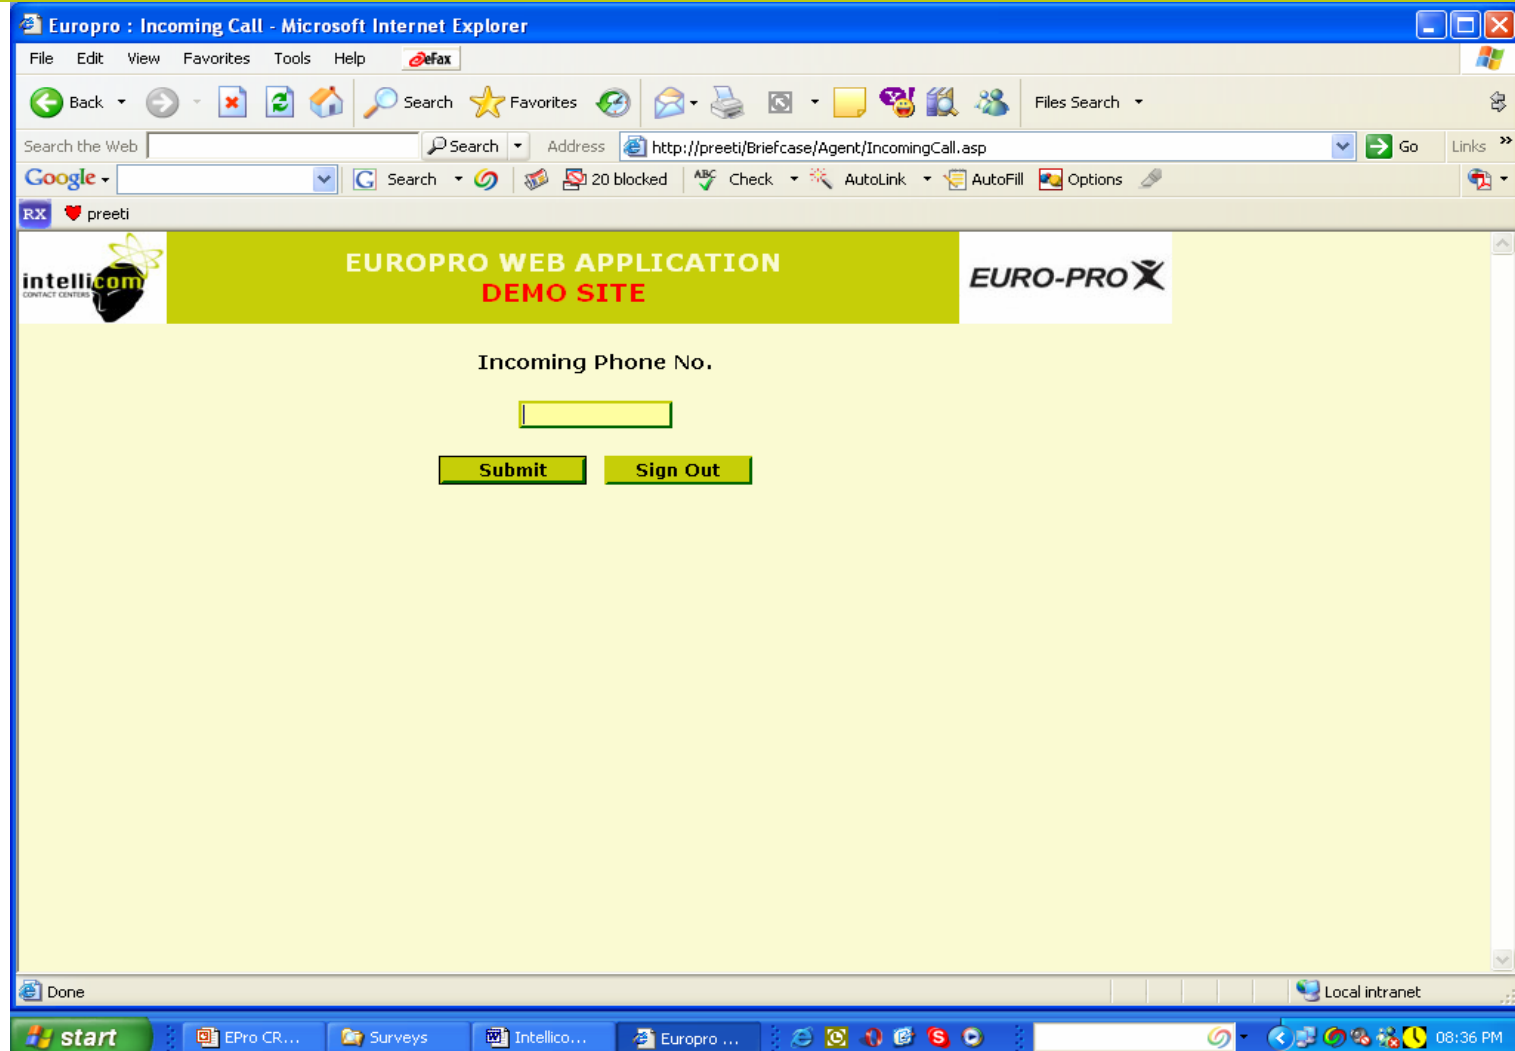 Europro : Incoming Call - Microsoft Internet Explorer
File Edit View Favorites Tools Help eFax
Back Search Favorites Files Search
Search the Web Search Address http://preeti/Briefcase/Agent/IncomingCall.asp Go Links »
Google Search 20 blocked ABC Check AutoLink AutoFill Options
RX preeti
intellicom
CONTACT CENTERS
EUROPRO WEB APPLICATION
DEMO SITE
EURO-PRO X
Incoming Phone No.
Submit Sign Out
Done Local intranet
start EPro CR... Surveys Intellico... Europro ... 08:36 PM